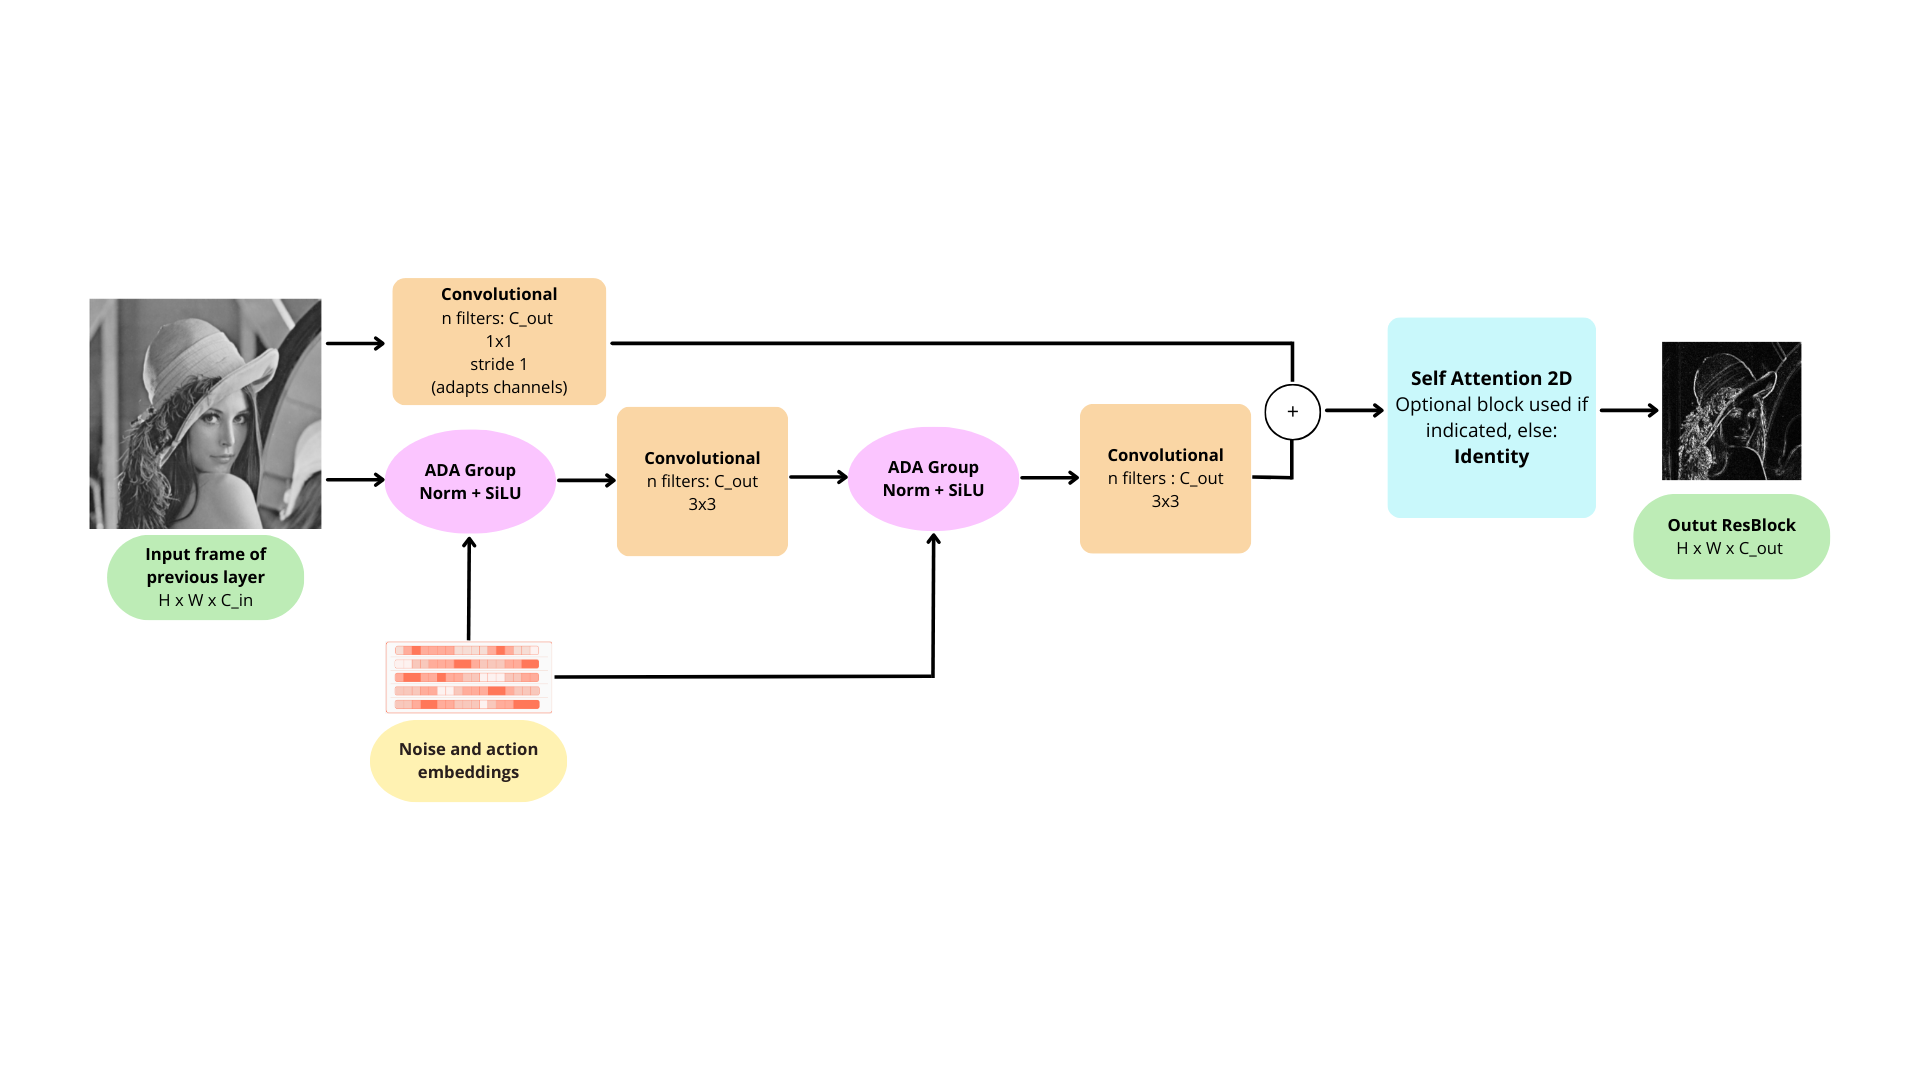 Convolutional
n filters: C_out
1x1
stride 1
(adapts channels)
Input frame of
previous layer
H x W x C_in
ADA Group
Norm + SiLU
Convolutional
n filters: C_out
3x3
ADA Group
Norm + SiLU
Convolutional
n filters : C_out
3x3
+
Self Attention 2D
Optional block used if
indicated, else:
Identity
Outut ResBlock
H x W x C_out
Noise and action
embeddings